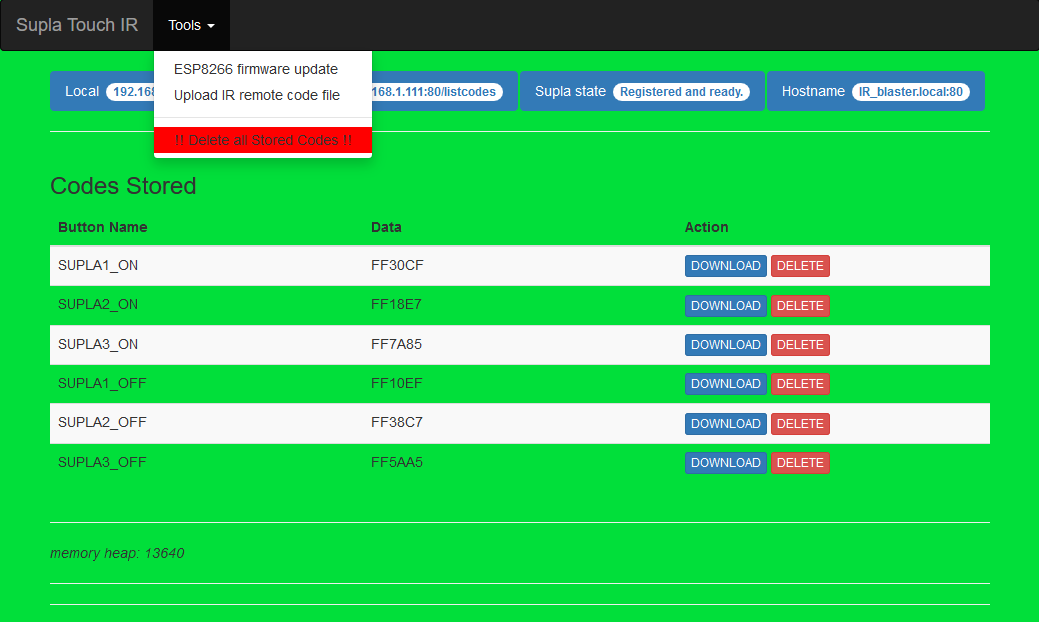 Supla Touch IR Tools
ESP8266 firmware update
Upload IR remote code file
!! Delete all Stored Codes !!
Local 192.168 168.1.111:80/listcodes Supla state Registered and ready. Hostname IR_blaster.local:80
Codes Stored
Button Name Data Action
SUPLA1_ON FF30CF DOWNLOAD DELETE
SUPLA2_ON FF18E7 DOWNLOAD DELETE
SUPLA3_ON FF7A85 DOWNLOAD DELETE
SUPLA1_OFF FF10EF DOWNLOAD DELETE
SUPLA2_OFF FF38C7 DOWNLOAD DELETE
SUPLA3_OFF FF5AA5 DOWNLOAD DELETE
memory heap: 13640